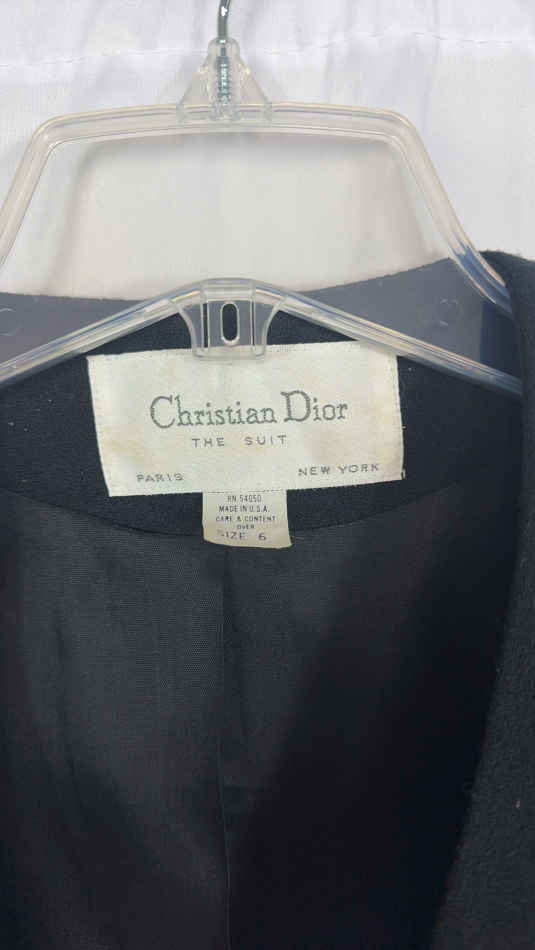 Christian Dior
THE SUIT
PARIS NEW YORK
RN 54050
MADE IN U.S.A.
CARE & CONTENT
OVER
SIZE 6